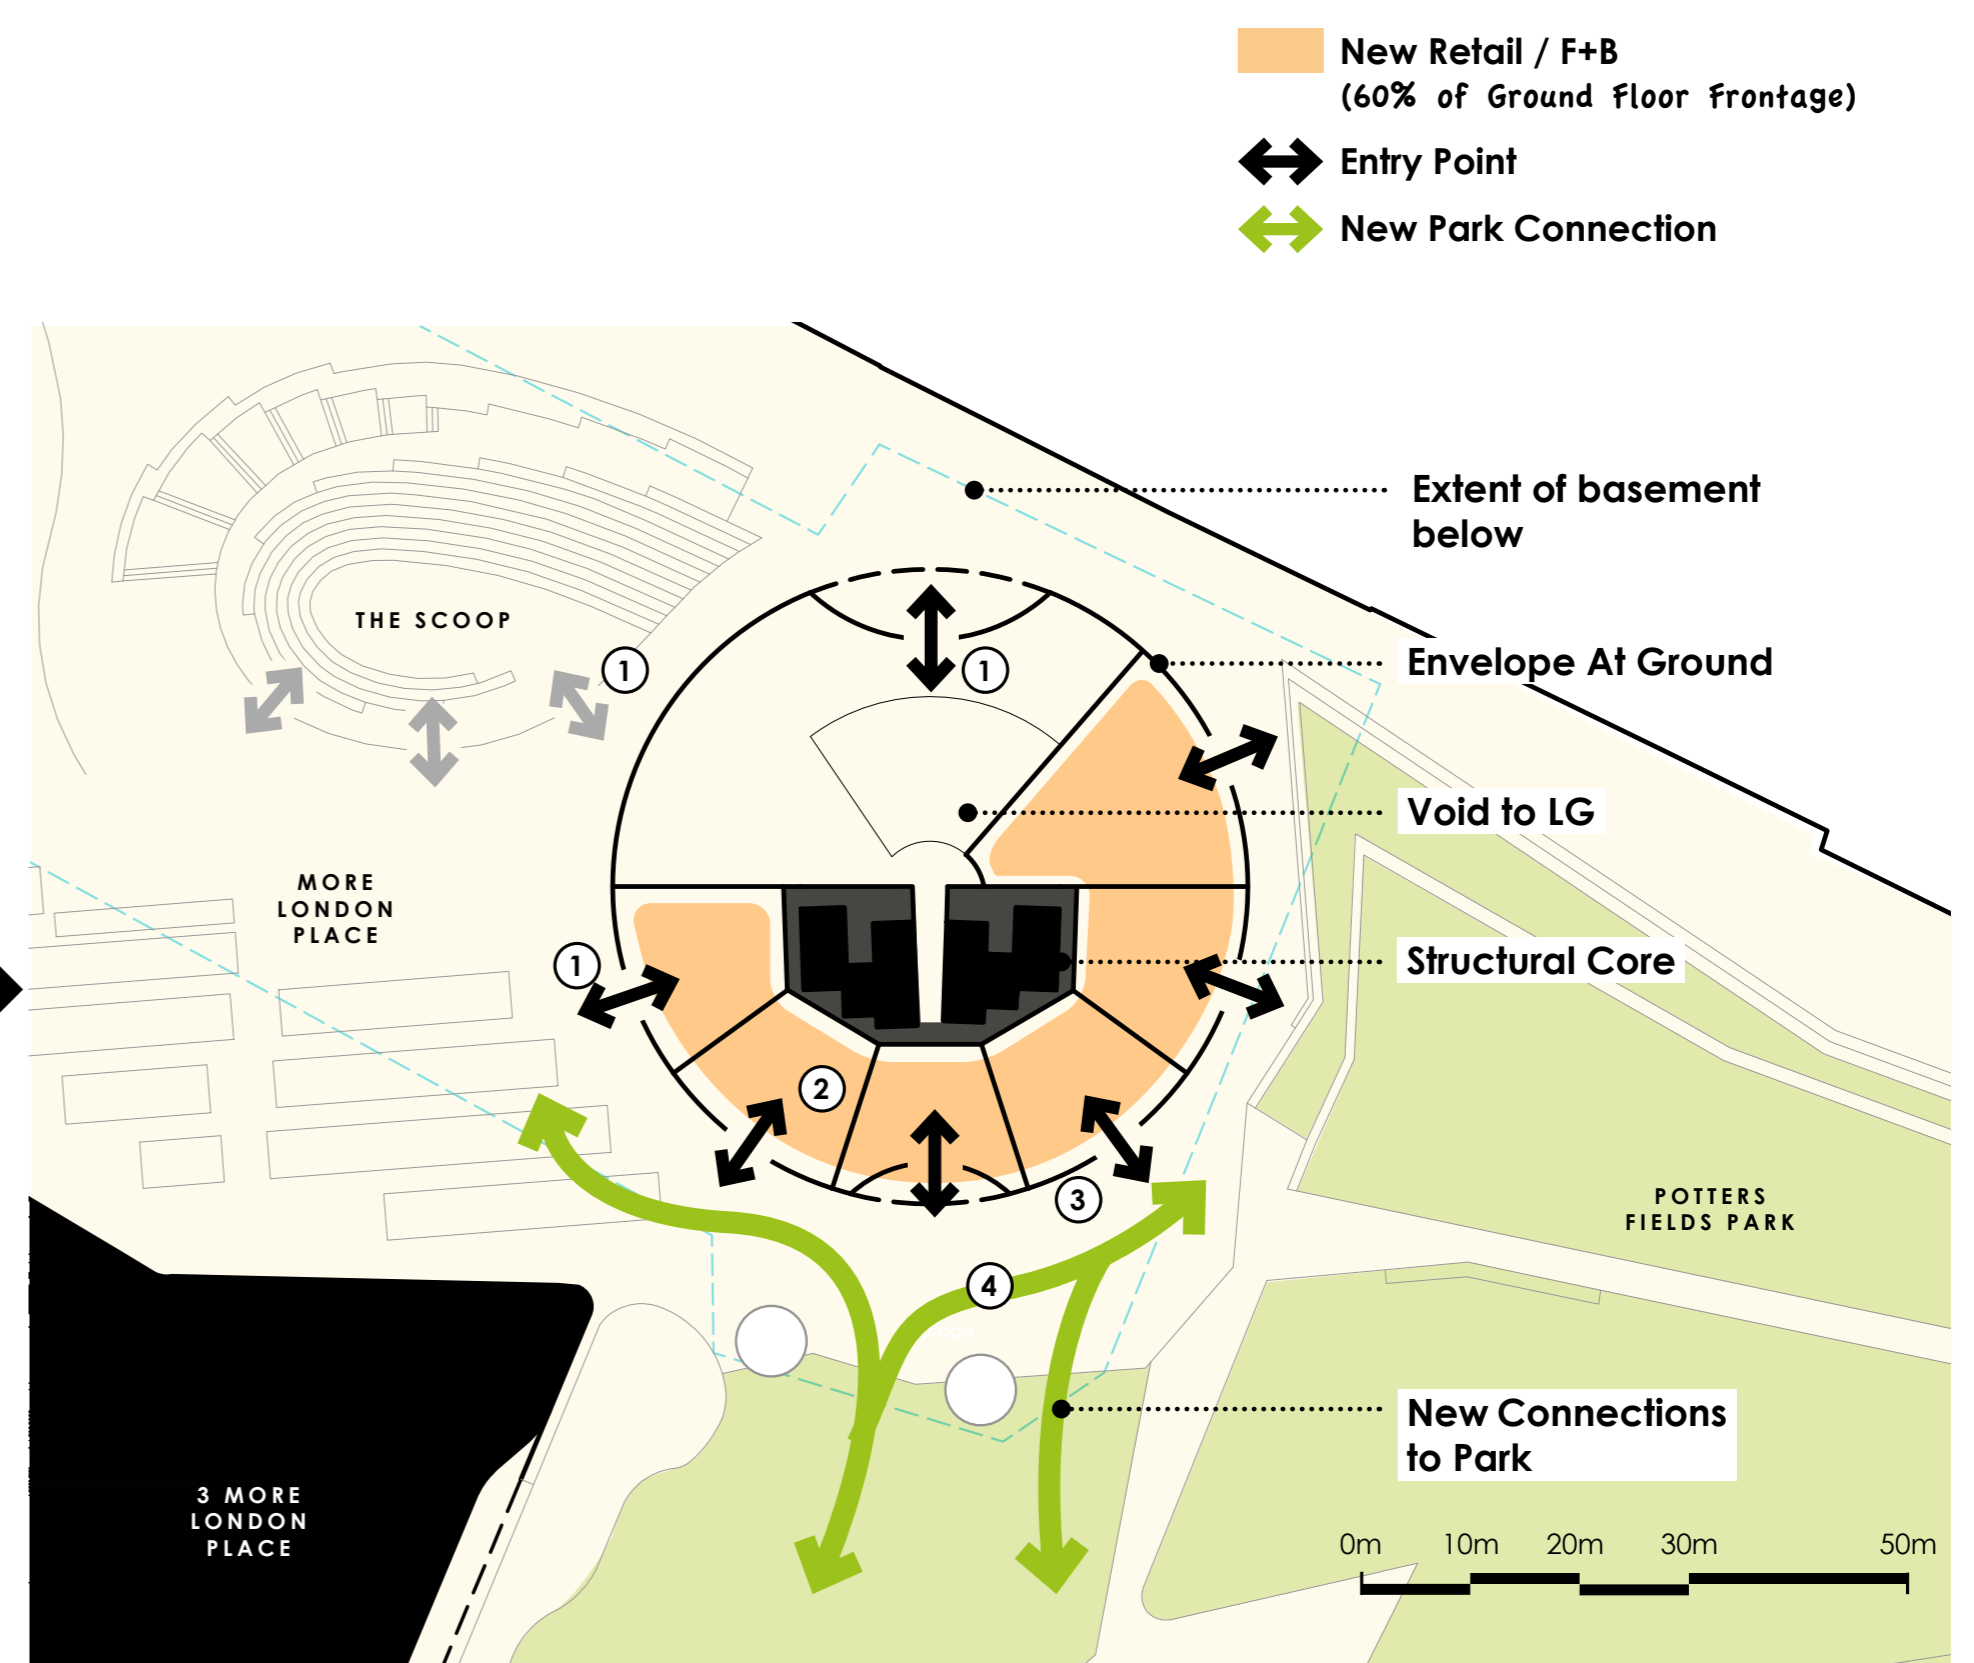 New Retail / F+B
(60% of Ground Floor Frontage)
Entry Point
New Park Connection
Extent of basement
below
THE SCOOP
1
1
Envelope At Ground
Void to LG
MORE
LONDON
PLACE
1
Structural Core
2
3
POTTERS
FIELDS PARK
4
New Connections
to Park
3 MORE
LONDON
PLACE
0m 10m 20m 30m 50m